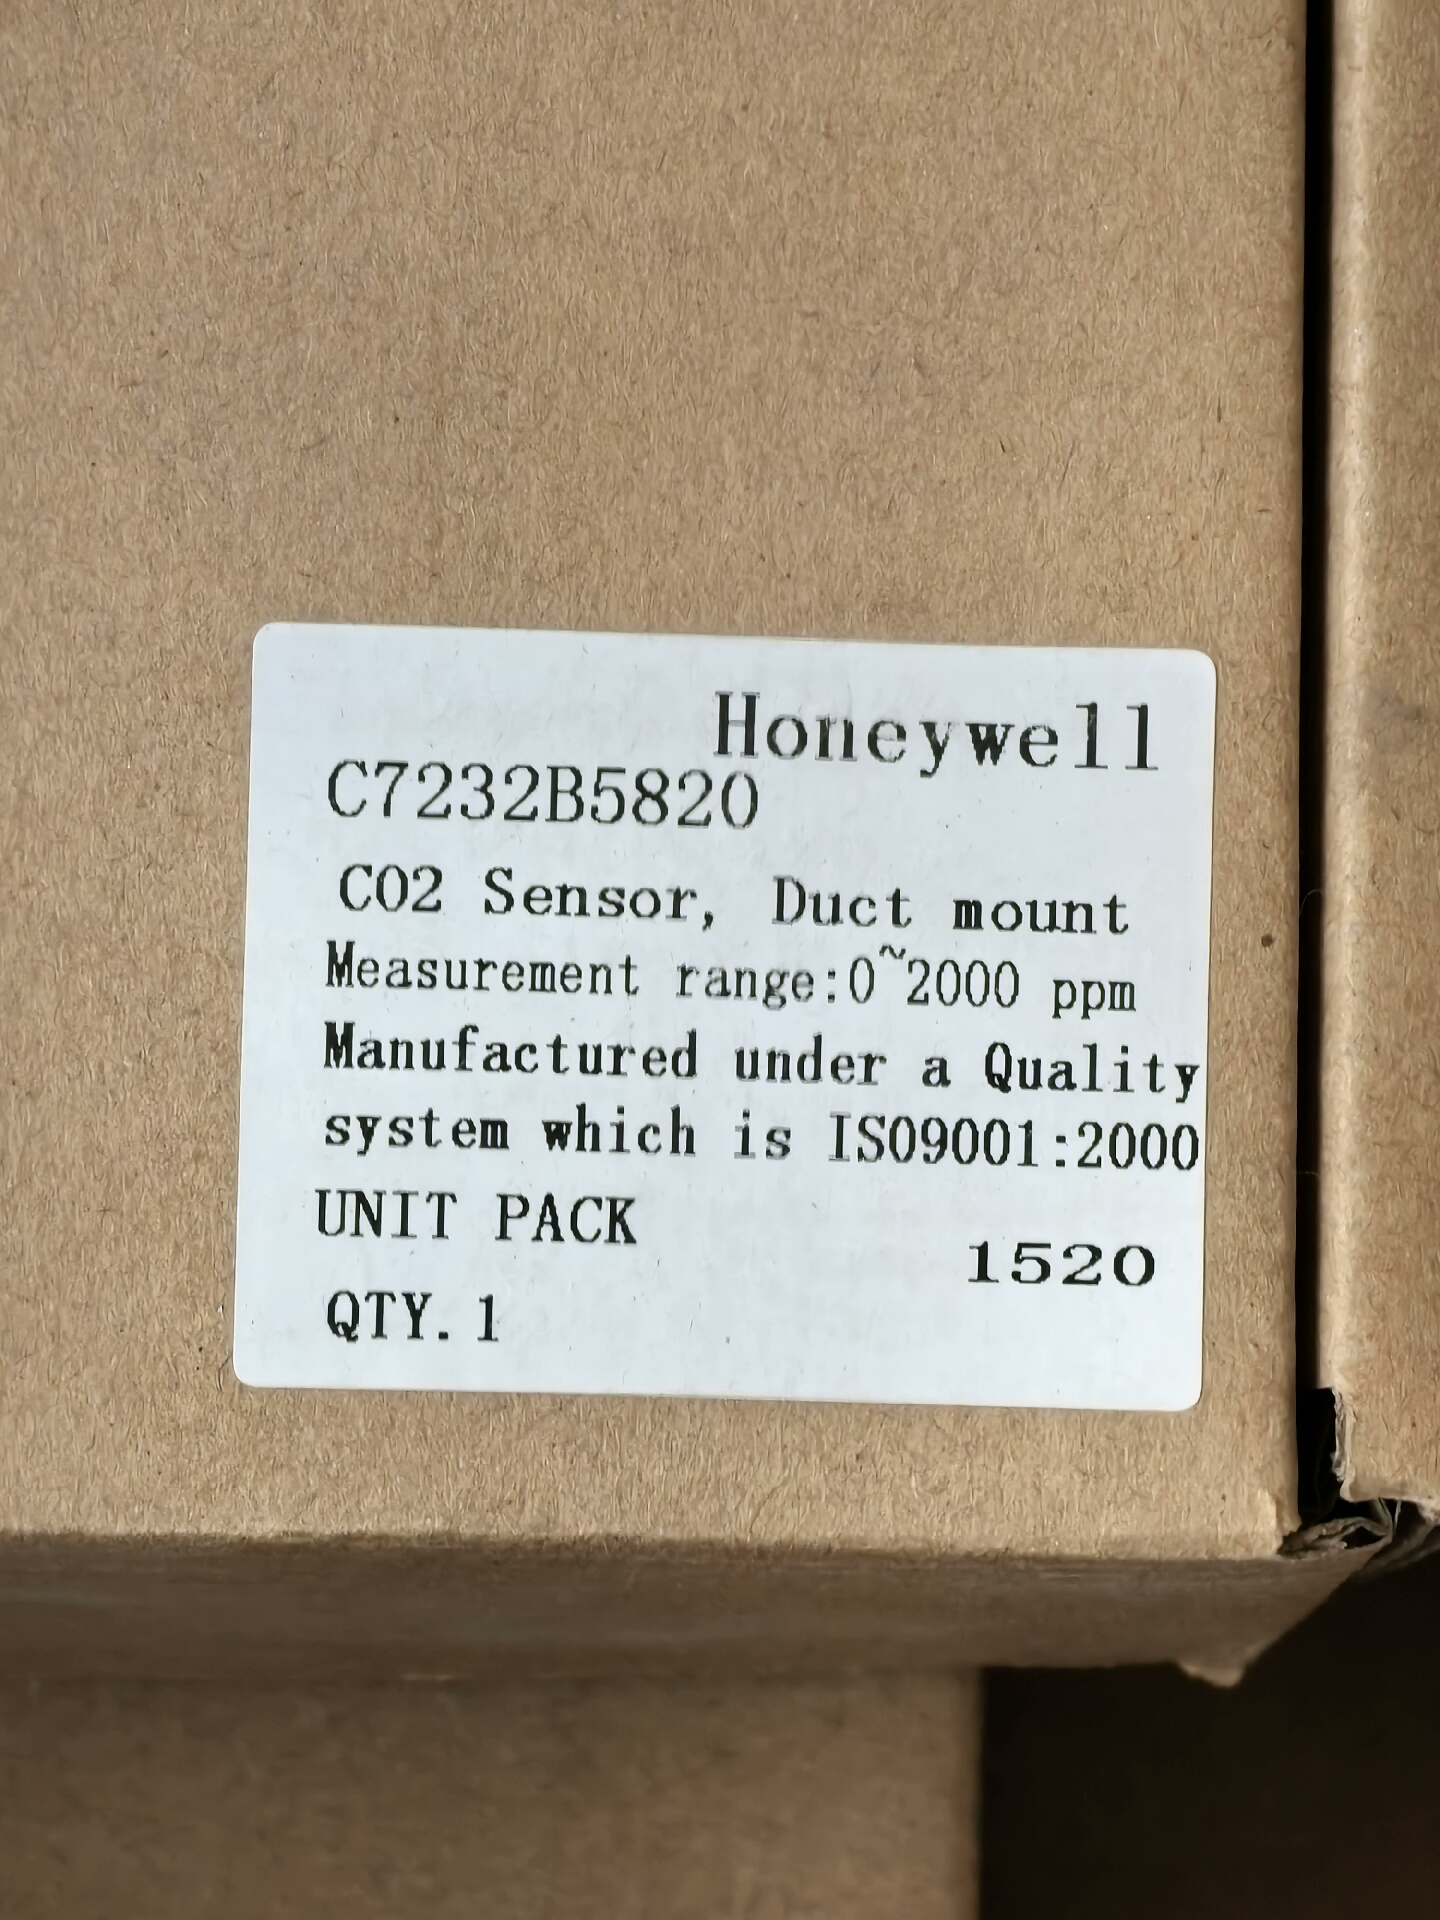 Honeywell
C7232B5820
CO2 Sensor, Duct mount
Measurement range:0~2000 ppm
Manufactured under a Quality
system which is ISO9001:2000
UNIT PACK
1520
QTY. 1